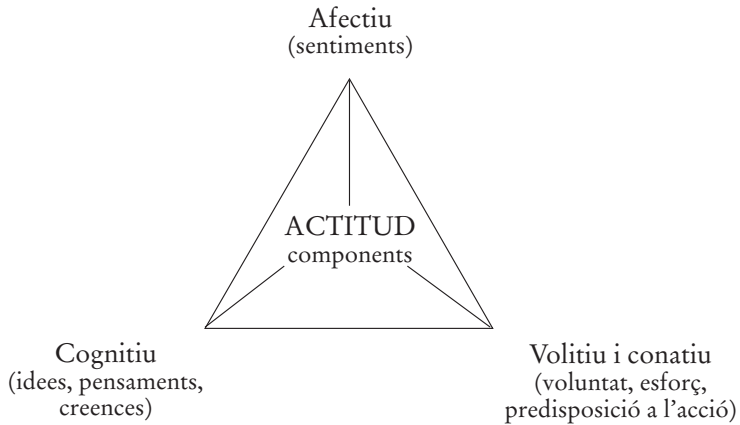 Afectiu
(sentiments)
ACTITUD
components
Cognitiu
(idees, pensaments,
creences)
Volitiu i conatiu
(voluntat, esforç,
predisposició a l’acció)